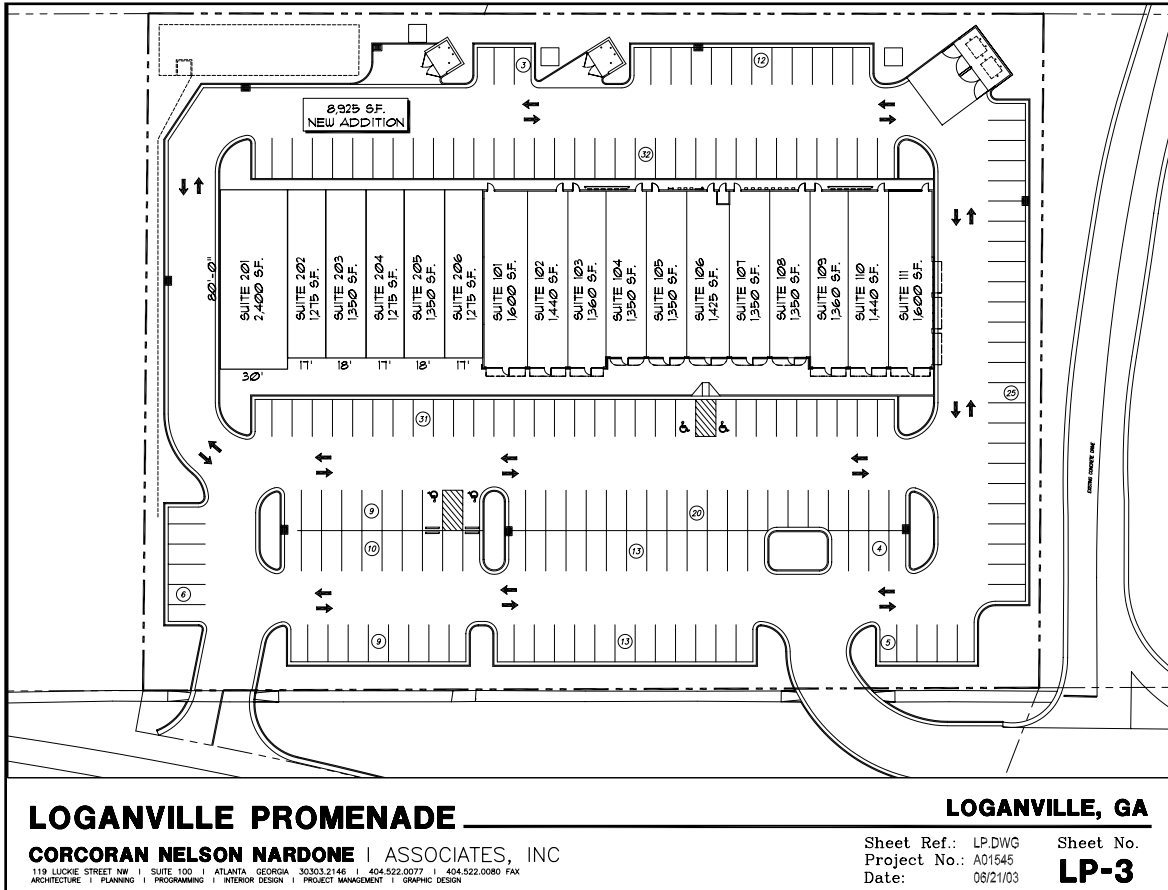 3
12
8,925 S.F.
NEW ADDITION
32
80'-0"
SUITE 201
2,400 S.F.
SUITE 202
1,275 S.F.
SUITE 203
1,350 S.F.
SUITE 204
1,275 S.F.
SUITE 205
1,350 S.F.
SUITE 206
1,275 S.F.
SUITE 101
1,600 S.F.
SUITE 102
1,440 S.F.
SUITE 103
1,360 S.F.
SUITE 104
1,350 S.F.
SUITE 105
1,350 S.F.
SUITE 106
1,425 S.F.
SUITE 107
1,350 S.F.
SUITE 108
1,350 S.F.
SUITE 109
1,360 S.F.
SUITE 110
1,440 S.F.
SUITE 111
1,600 S.F.
30'
17'
18'
17'
18'
17'
25
31
9
20
10
13
4
6
9
13
5
LOGANVILLE PROMENADE
LOGANVILLE, GA
CORCORAN NELSON NARDONE | ASSOCIATES, INC
119 LUCKIE STREET NW | SUITE 100 | ATLANTA GEORGIA 30303.2146 | 404.522.0077 | 404.522.0080 FAX
ARCHITECTURE | PLANNING | PROGRAMMING | INTERIOR DESIGN | PROJECT MANAGEMENT | GRAPHIC DESIGN
Sheet Ref.: LP.DWG
Project No.: A01545
Date: 06/21/03
Sheet No.
LP-3